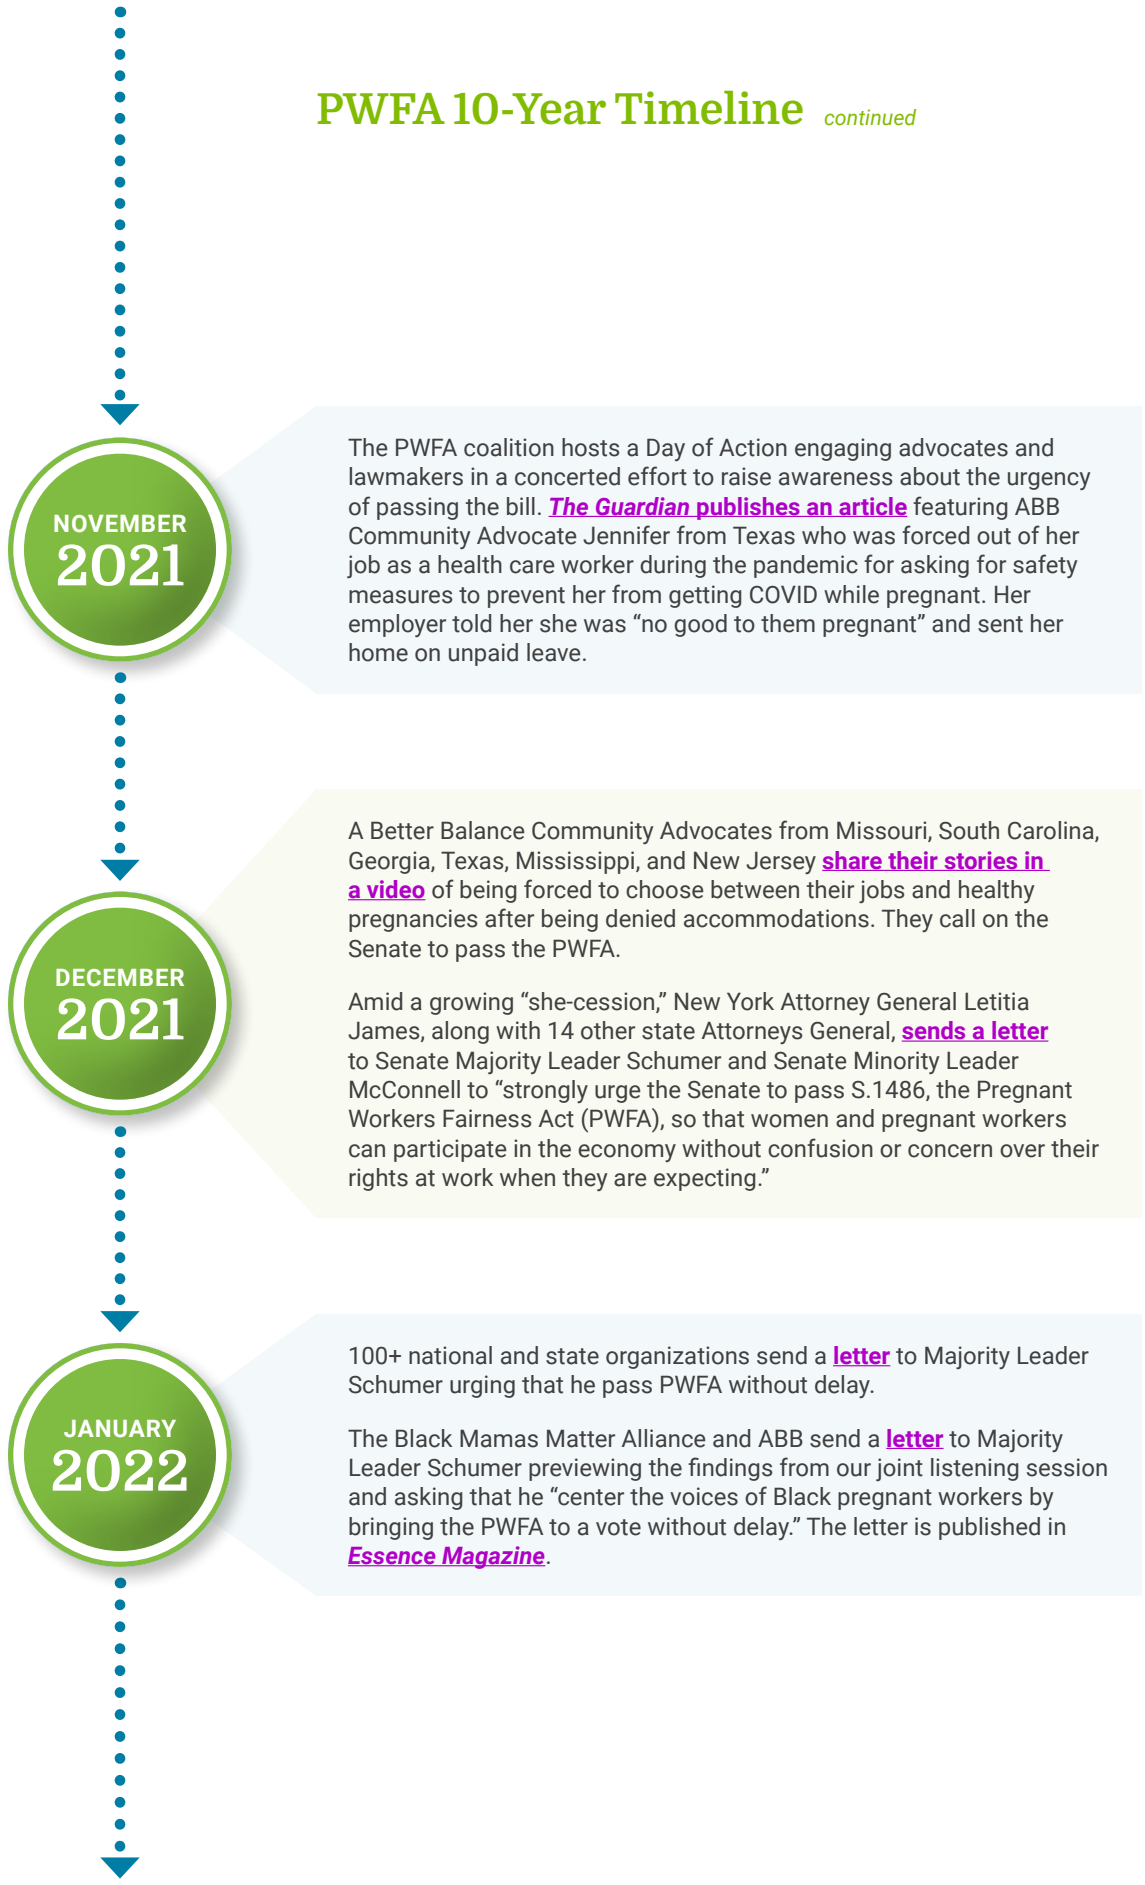 PWFA 10-Year Timeline continued
NOVEMBER
2021
The PWFA coalition hosts a Day of Action engaging advocates and
lawmakers in a concerted effort to raise awareness about the urgency
of passing the bill. The Guardian publishes an article featuring ABB
Community Advocate Jennifer from Texas who was forced out of her
job as a health care worker during the pandemic for asking for safety
measures to prevent her from getting COVID while pregnant. Her
employer told her she was “no good to them pregnant” and sent her
home on unpaid leave.
DECEMBER
2021
A Better Balance Community Advocates from Missouri, South Carolina,
Georgia, Texas, Mississippi, and New Jersey share their stories in
a video of being forced to choose between their jobs and healthy
pregnancies after being denied accommodations. They call on the
Senate to pass the PWFA.
Amid a growing “she-cession,” New York Attorney General Letitia
James, along with 14 other state Attorneys General, sends a letter
to Senate Majority Leader Schumer and Senate Minority Leader
McConnell to “strongly urge the Senate to pass S.1486, the Pregnant
Workers Fairness Act (PWFA), so that women and pregnant workers
can participate in the economy without confusion or concern over their
rights at work when they are expecting.”
JANUARY
2022
100+ national and state organizations send a letter to Majority Leader
Schumer urging that he pass PWFA without delay.
The Black Mamas Matter Alliance and ABB send a letter to Majority
Leader Schumer previewing the findings from our joint listening session
and asking that he “center the voices of Black pregnant workers by
bringing the PWFA to a vote without delay.” The letter is published in
Essence Magazine.